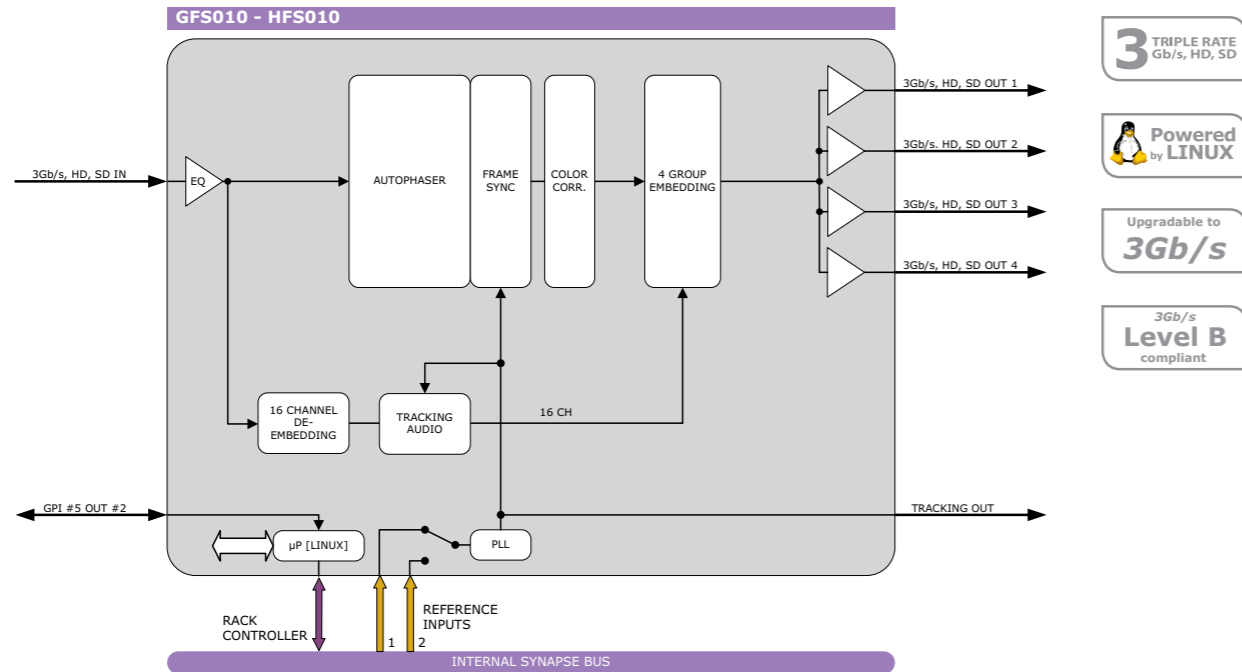 GFS010 - HFS010
3
TRIPLE RATE
Gb/s, HD, SD
Powered
by LINUX
Upgradable to
3Gb/s
3Gb/s
Level B
compliant
3Gb/s, HD, SD IN
EQ
AUTOPHASER
FRAME
SYNC
COLOR
CORR.
4 GROUP
EMBEDDING
3Gb/s, HD, SD OUT 1
3Gb/s. HD, SD OUT 2
3Gb/s, HD, SD OUT 3
3Gb/s, HD, SD OUT 4
16 CHANNEL
DE-
EMBEDDING
TRACKING
AUDIO
16 CH
GPI #5 OUT #2
TRACKING OUT
µP [LINUX]
PLL
RACK
CONTROLLER
REFERENCE
INPUTS
1
2
INTERNAL SYNAPSE BUS